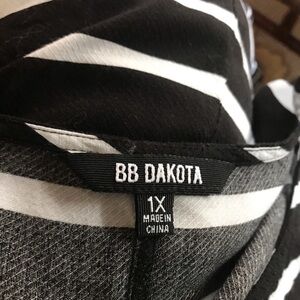 BB DAKOTA
1X
MADE IN
CHINA